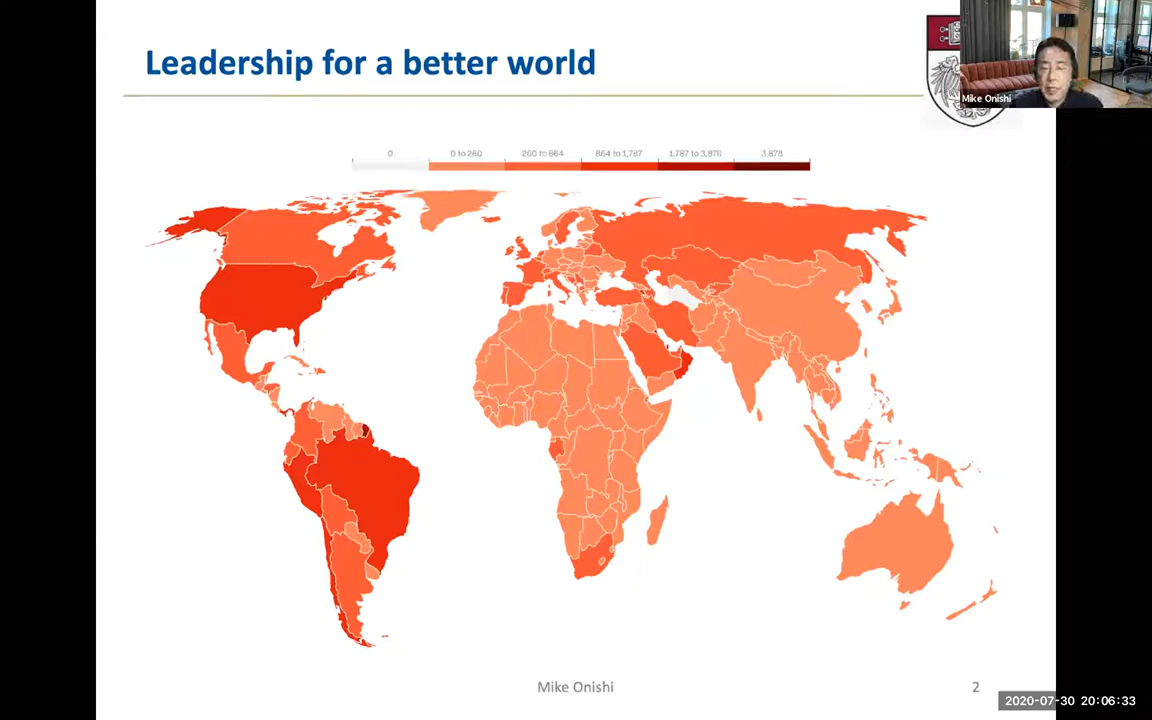 Leadership for a better world
Mike Onishi
0
0 to 260
260 to 864
864 to 1,787
1,787 to 3,878
3,878
Mike Onishi
2
2020-07-30 20:06:33